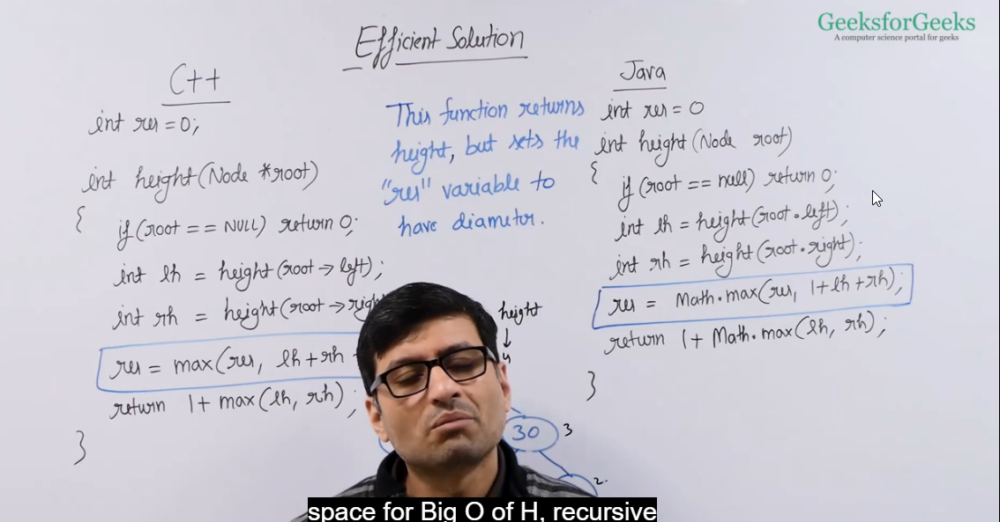 GeeksforGeeks
A computer science portal for geeks
Efficient Solution
C++
int res = 0;
int height(Node *root)
{
if (root == NULL) return 0;
int lh = height(root → left);
int rh = height(root →
res = max(res, lh + rh
return 1 + max(lh, rh);
}
This function returns
height, but sets the
"res" variable to
have diameter.
Java
int res = 0
int height(Node root)
{
if (root == null) return 0;
int lh = height(root.left);
int rh = height(root.right);
res = Math.max(res, 1+lh+rh);
return 1 + Math.max(lh, rh);
}
height
↓
4
30
3
2
space for Big O of H, recursive